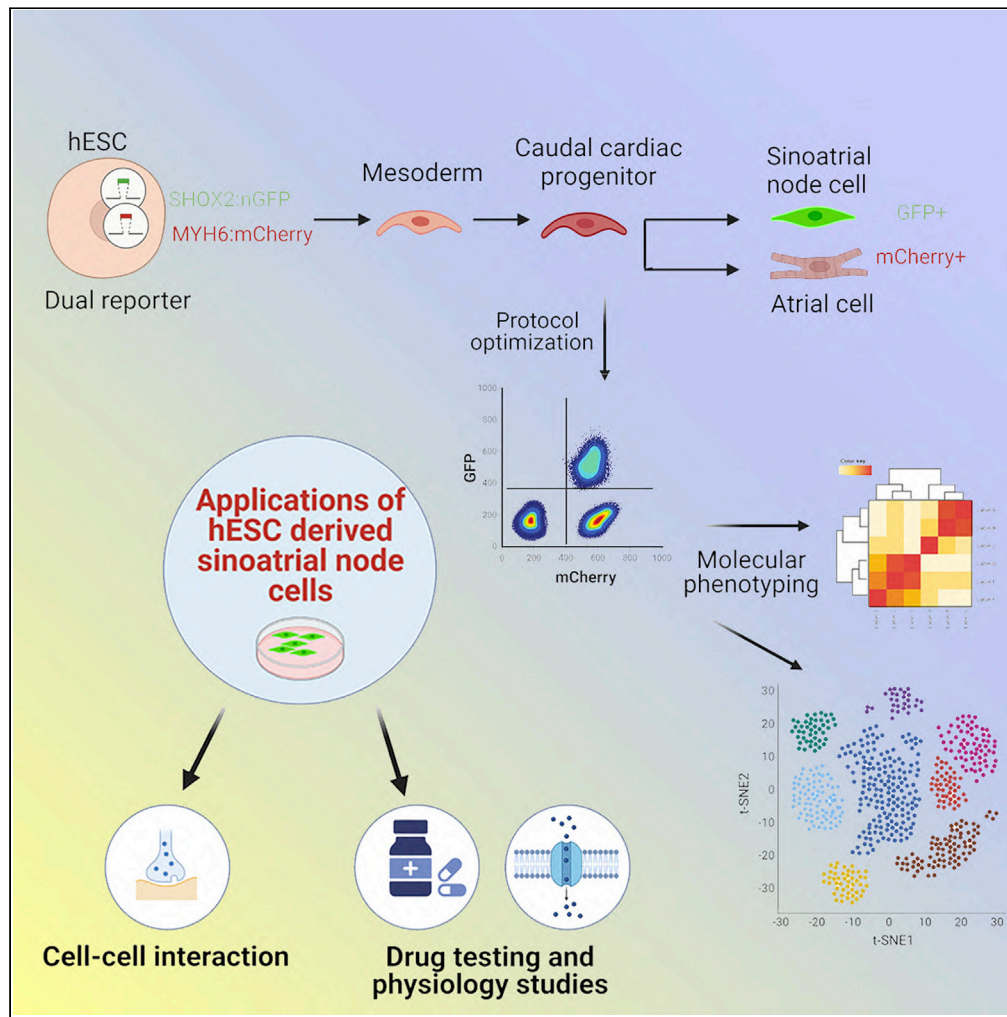 hESC
SHOX2:nGFP
MYH6:mCherry
Dual reporter
Mesoderm
Caudal cardiac
progenitor
Sinoatrial
node cell
GFP+
mCherry+
Atrial cell
Protocol
optimization
1000
800
600
400
200
0
GFP
0 200 400 600 800 1000
mCherry
Color key
Molecular
phenotyping
Applications of
hESC derived
sinoatrial node
cells
30
20
10
0
-10
-20
-30
t-SNE2
-30 -20 -10 0 10 20 30
t-SNE1
Cell-cell interaction
Drug testing and
physiology studies